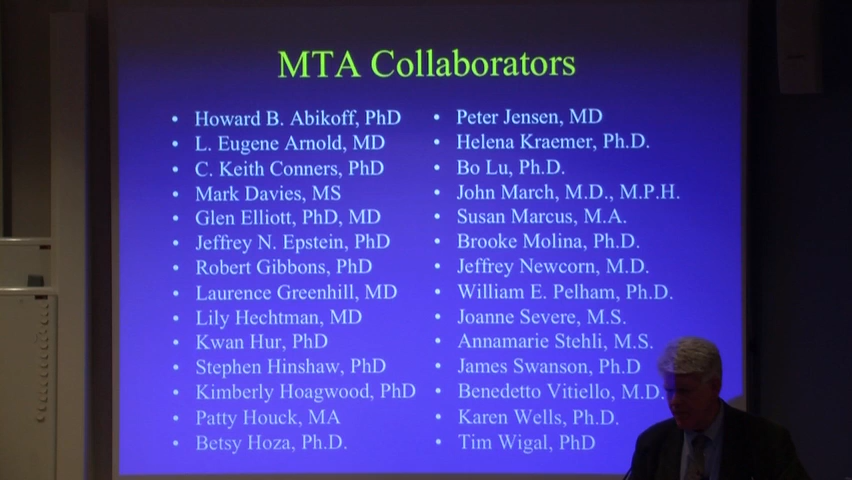 MTA Collaborators
• Howard B. Abikoff, PhD
• L. Eugene Arnold, MD
• C. Keith Conners, PhD
• Mark Davies, MS
• Glen Elliott, PhD, MD
• Jeffrey N. Epstein, PhD
• Robert Gibbons, PhD
• Laurence Greenhill, MD
• Lily Hechtman, MD
• Kwan Hur, PhD
• Stephen Hinshaw, PhD
• Kimberly Hoagwood, PhD
• Patty Houck, MA
• Betsy Hoza, Ph.D.
• Peter Jensen, MD
• Helena Kraemer, Ph.D.
• Bo Lu, Ph.D.
• John March, M.D., M.P.H.
• Susan Marcus, M.A.
• Brooke Molina, Ph.D.
• Jeffrey Newcorn, M.D.
• William E. Pelham, Ph.D.
• Joanne Severe, M.S.
• Annamarie Stehli, M.S.
• James Swanson, Ph.D
• Benedetto Vitiello, M.D.
• Karen Wells, Ph.D.
• Tim Wigal, PhD